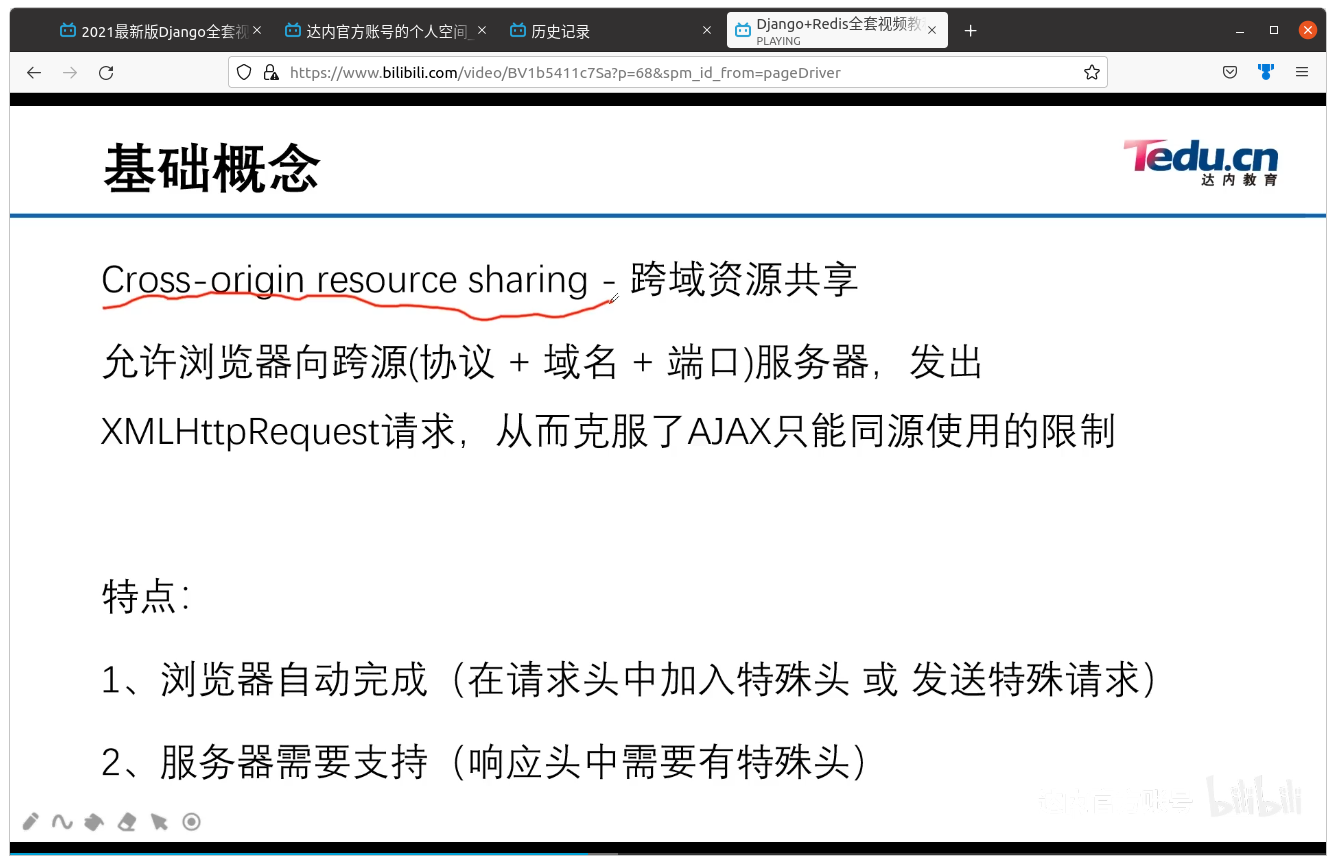 2021最新版Django全套视
达内官方账号的个人空间_
历史记录
Django+Redis全套视频教
PLAYING
https://www.bilibili.com/video/BV1b5411c7Sa?p=68&spm_id_from=pageDriver
基础概念
Tedu.cn
达内教育
Cross-origin resource sharing - 跨域资源共享
允许浏览器向跨源(协议 + 域名 + 端口)服务器，发出
XMLHttpRequest请求，从而克服了AJAX只能同源使用的限制
特点：
1、浏览器自动完成（在请求头中加入特殊头 或 发送特殊请求）
2、服务器需要支持（响应头中需要有特殊头）
bilibili